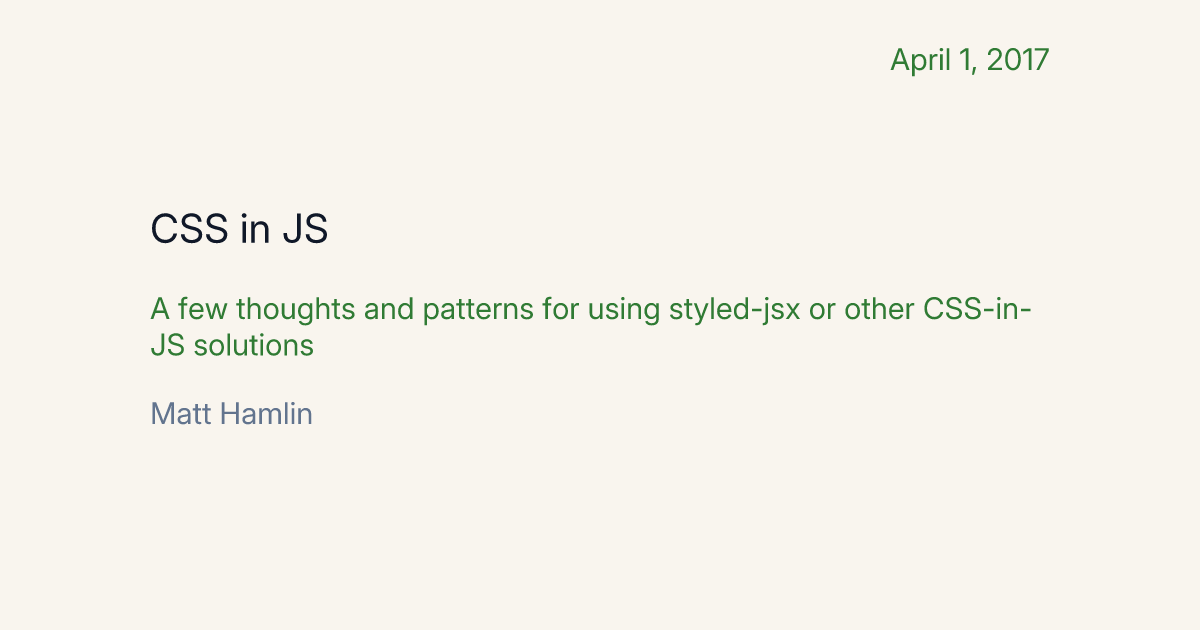 April 1, 2017
CSS in JS
A few thoughts and patterns for using styled-jsx or other CSS-in-
JS solutions
Matt Hamlin